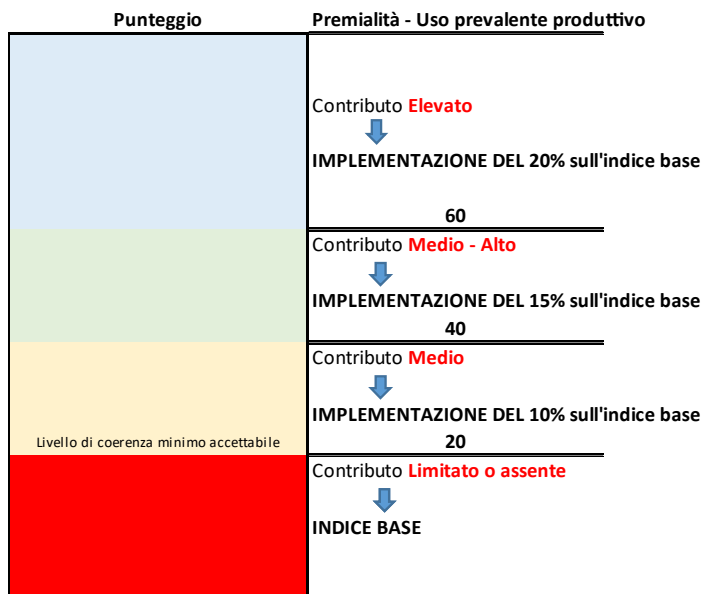 Punteggio
Premialità - Uso prevalente produttivo
Contributo Elevato
IMPLEMENTAZIONE DEL 20% sull'indice base
60
Contributo Medio - Alto
IMPLEMENTAZIONE DEL 15% sull'indice base
40
Contributo Medio
IMPLEMENTAZIONE DEL 10% sull'indice base
Livello di coerenza minimo accettabile
20
Contributo Limitato o assente
INDICE BASE